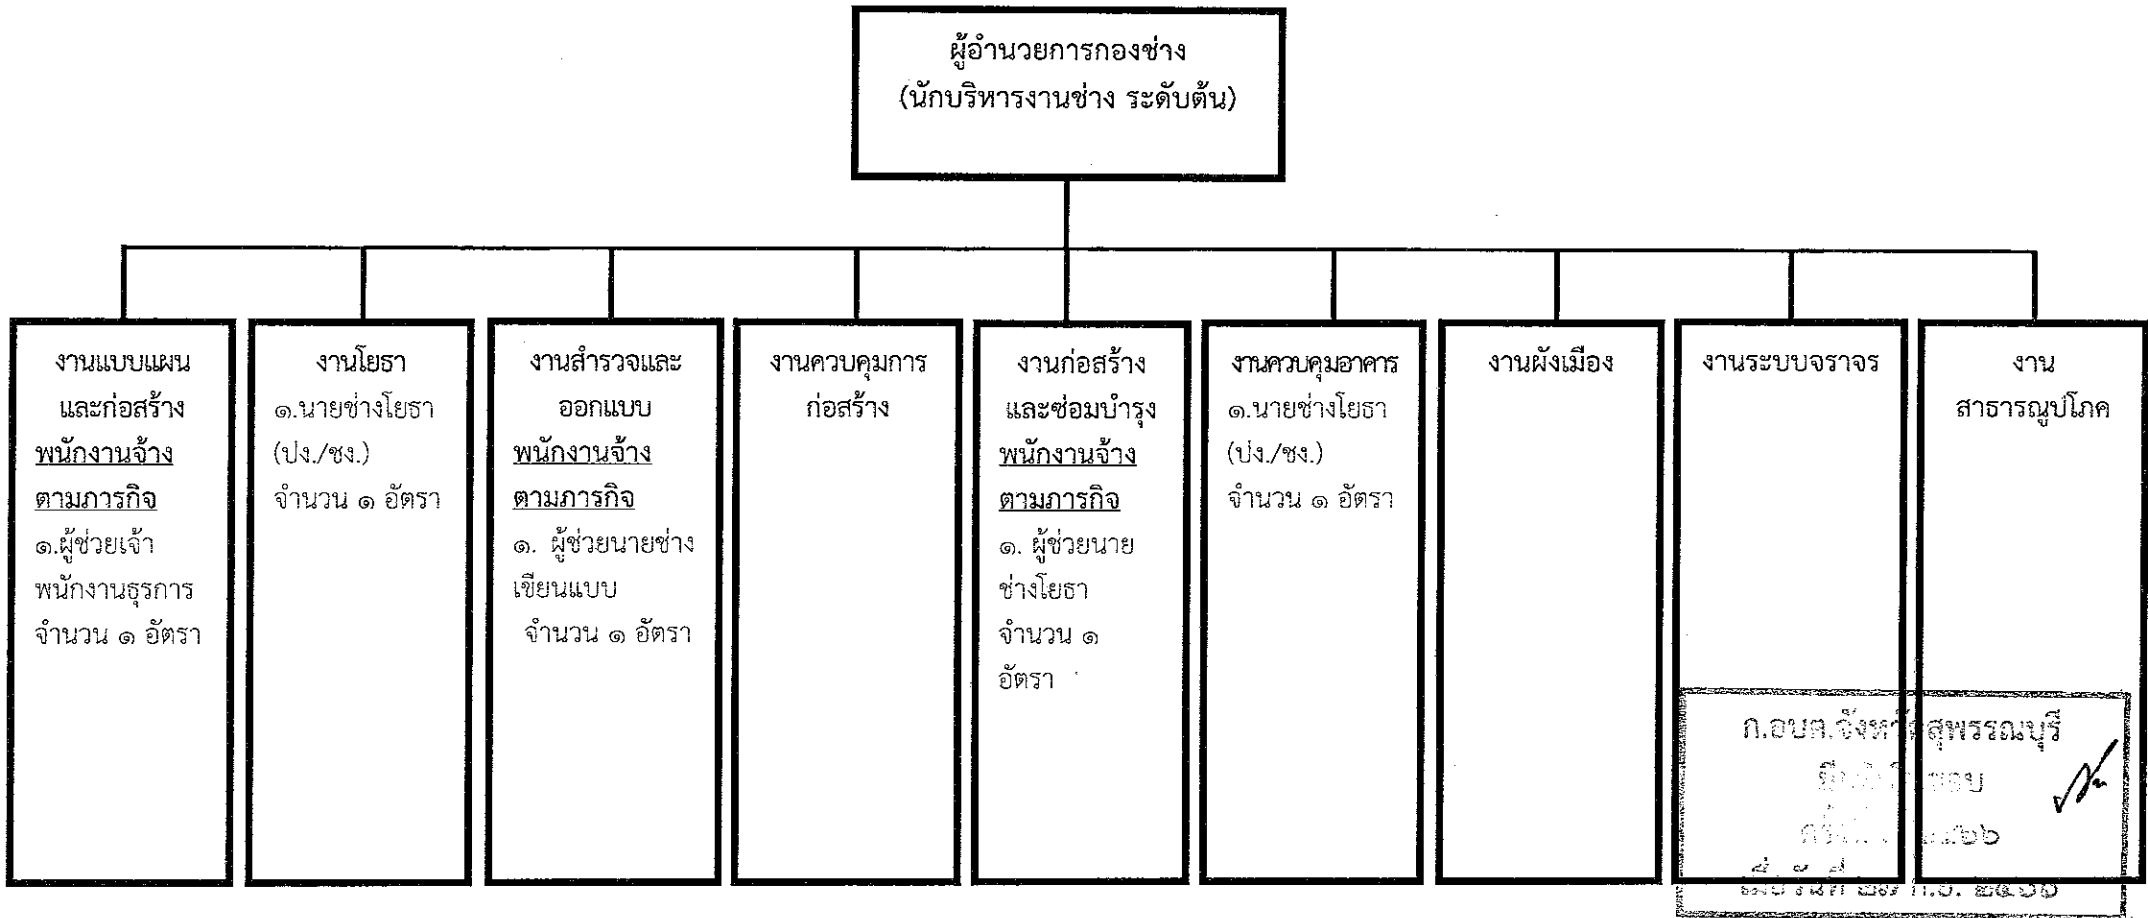 ผู้อำนวยการกองช่าง
(นักบริหารงานช่าง ระดับต้น)
งานแบบแผน
และก่อสร้าง
พนักงานจ้าง
ตามภารกิจ
๑.ผู้ช่วยเจ้า
พนักงานธุรการ
จำนวน ๑ อัตรา
งานโยธา
๑.นายช่างโยธา
(ปง./ชง.)
จำนวน ๑ อัตรา
งานสำรวจและ
ออกแบบ
พนักงานจ้าง
ตามภารกิจ
๑. ผู้ช่วยนายช่าง
เขียนแบบ
จำนวน ๑ อัตรา
งานควบคุมการ
ก่อสร้าง
งานก่อสร้าง
และซ่อมบำรุง
พนักงานจ้าง
ตามภารกิจ
๑. ผู้ช่วยนาย
ช่างโยธา
จำนวน ๑
อัตรา
งานควบคุมอาคาร
๑.นายช่างโยธา
(ปง./ชง.)
จำนวน ๑ อัตรา
งานผังเมือง
งานระบบจราจร
งาน
สาธารณูปโภค
ก.อบต.จังหวัดสุพรรณบุรี
เมื่อวันที่ ๒๗ ก.ย. ๒๕๖๖